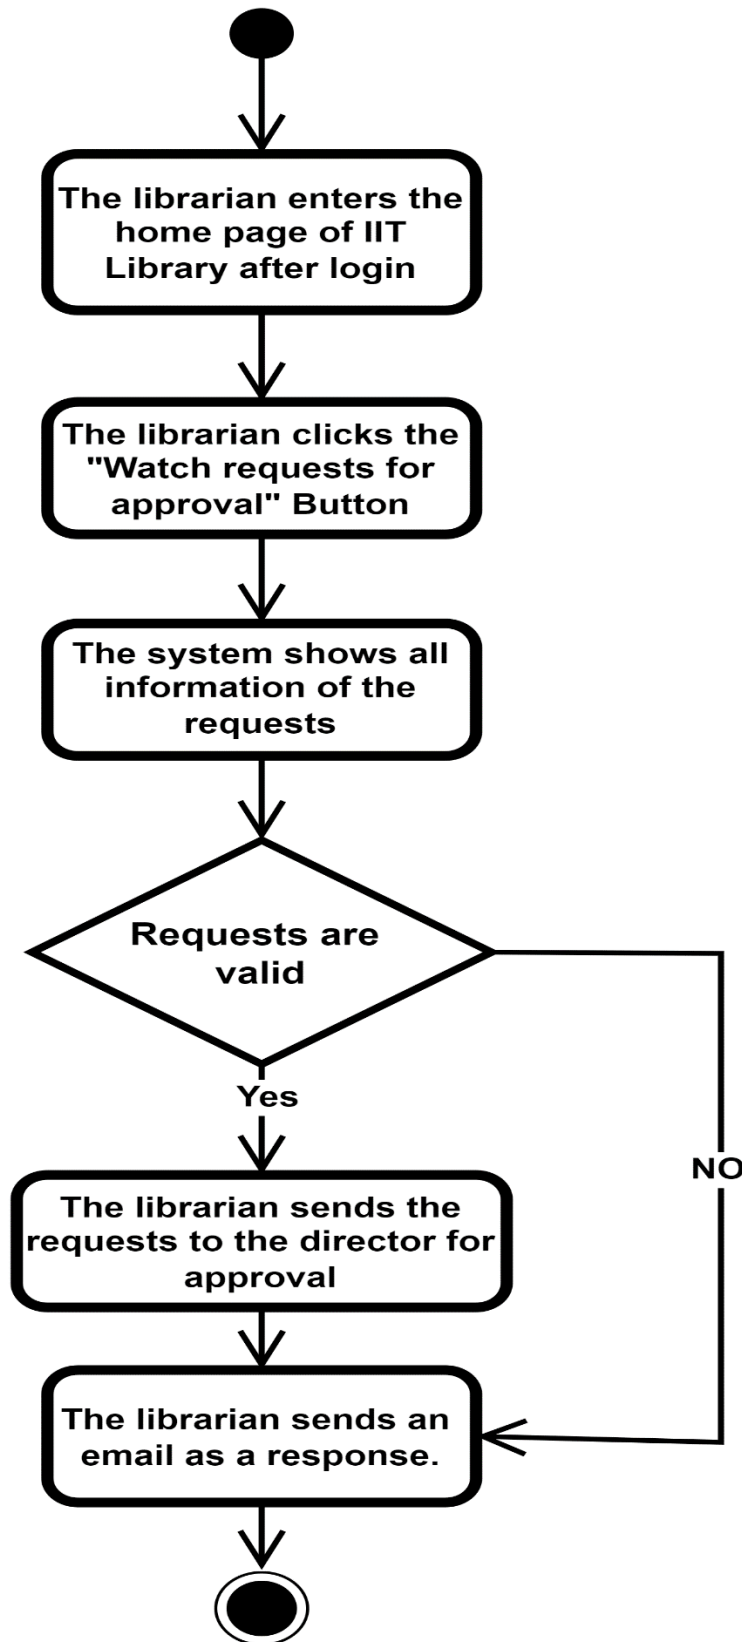 The librarian enters the
home page of IIT
Library after login
The librarian clicks the
"Watch requests for
approval" Button
The system shows all
information of the
requests
Requests are
valid
Yes
NO
The librarian sends the
requests to the director for
approval
The librarian sends an
email as a response.